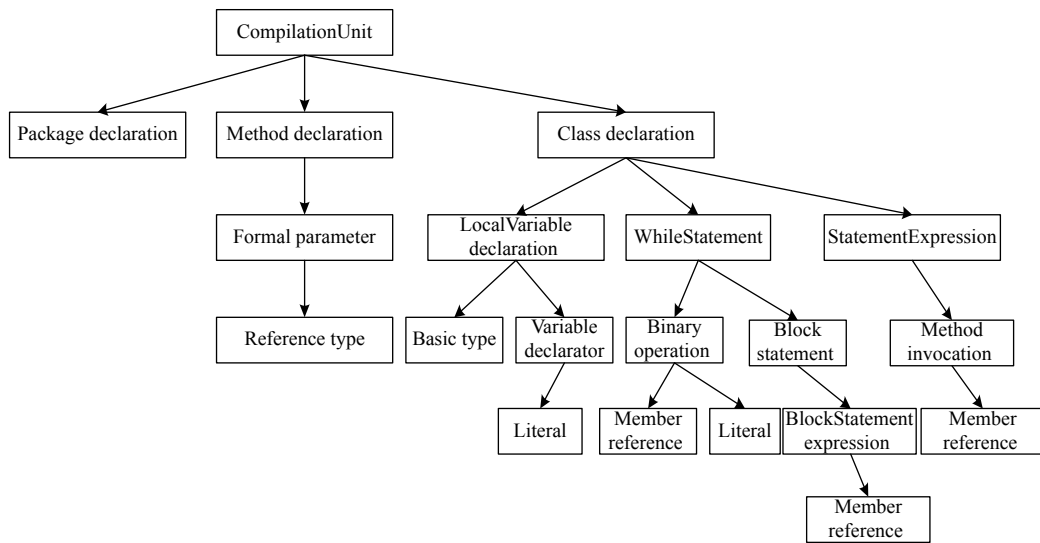 CompilationUnit
Package declaration
Method declaration
Class declaration
Formal parameter
LocalVariable
declaration
WhileStatement
StatementExpression
Reference type
Basic type
Variable
declarator
Binary
operation
Block
statement
Method
invocation
Literal
Member
reference
Literal
BlockStatement
expression
Member
reference
Member
reference